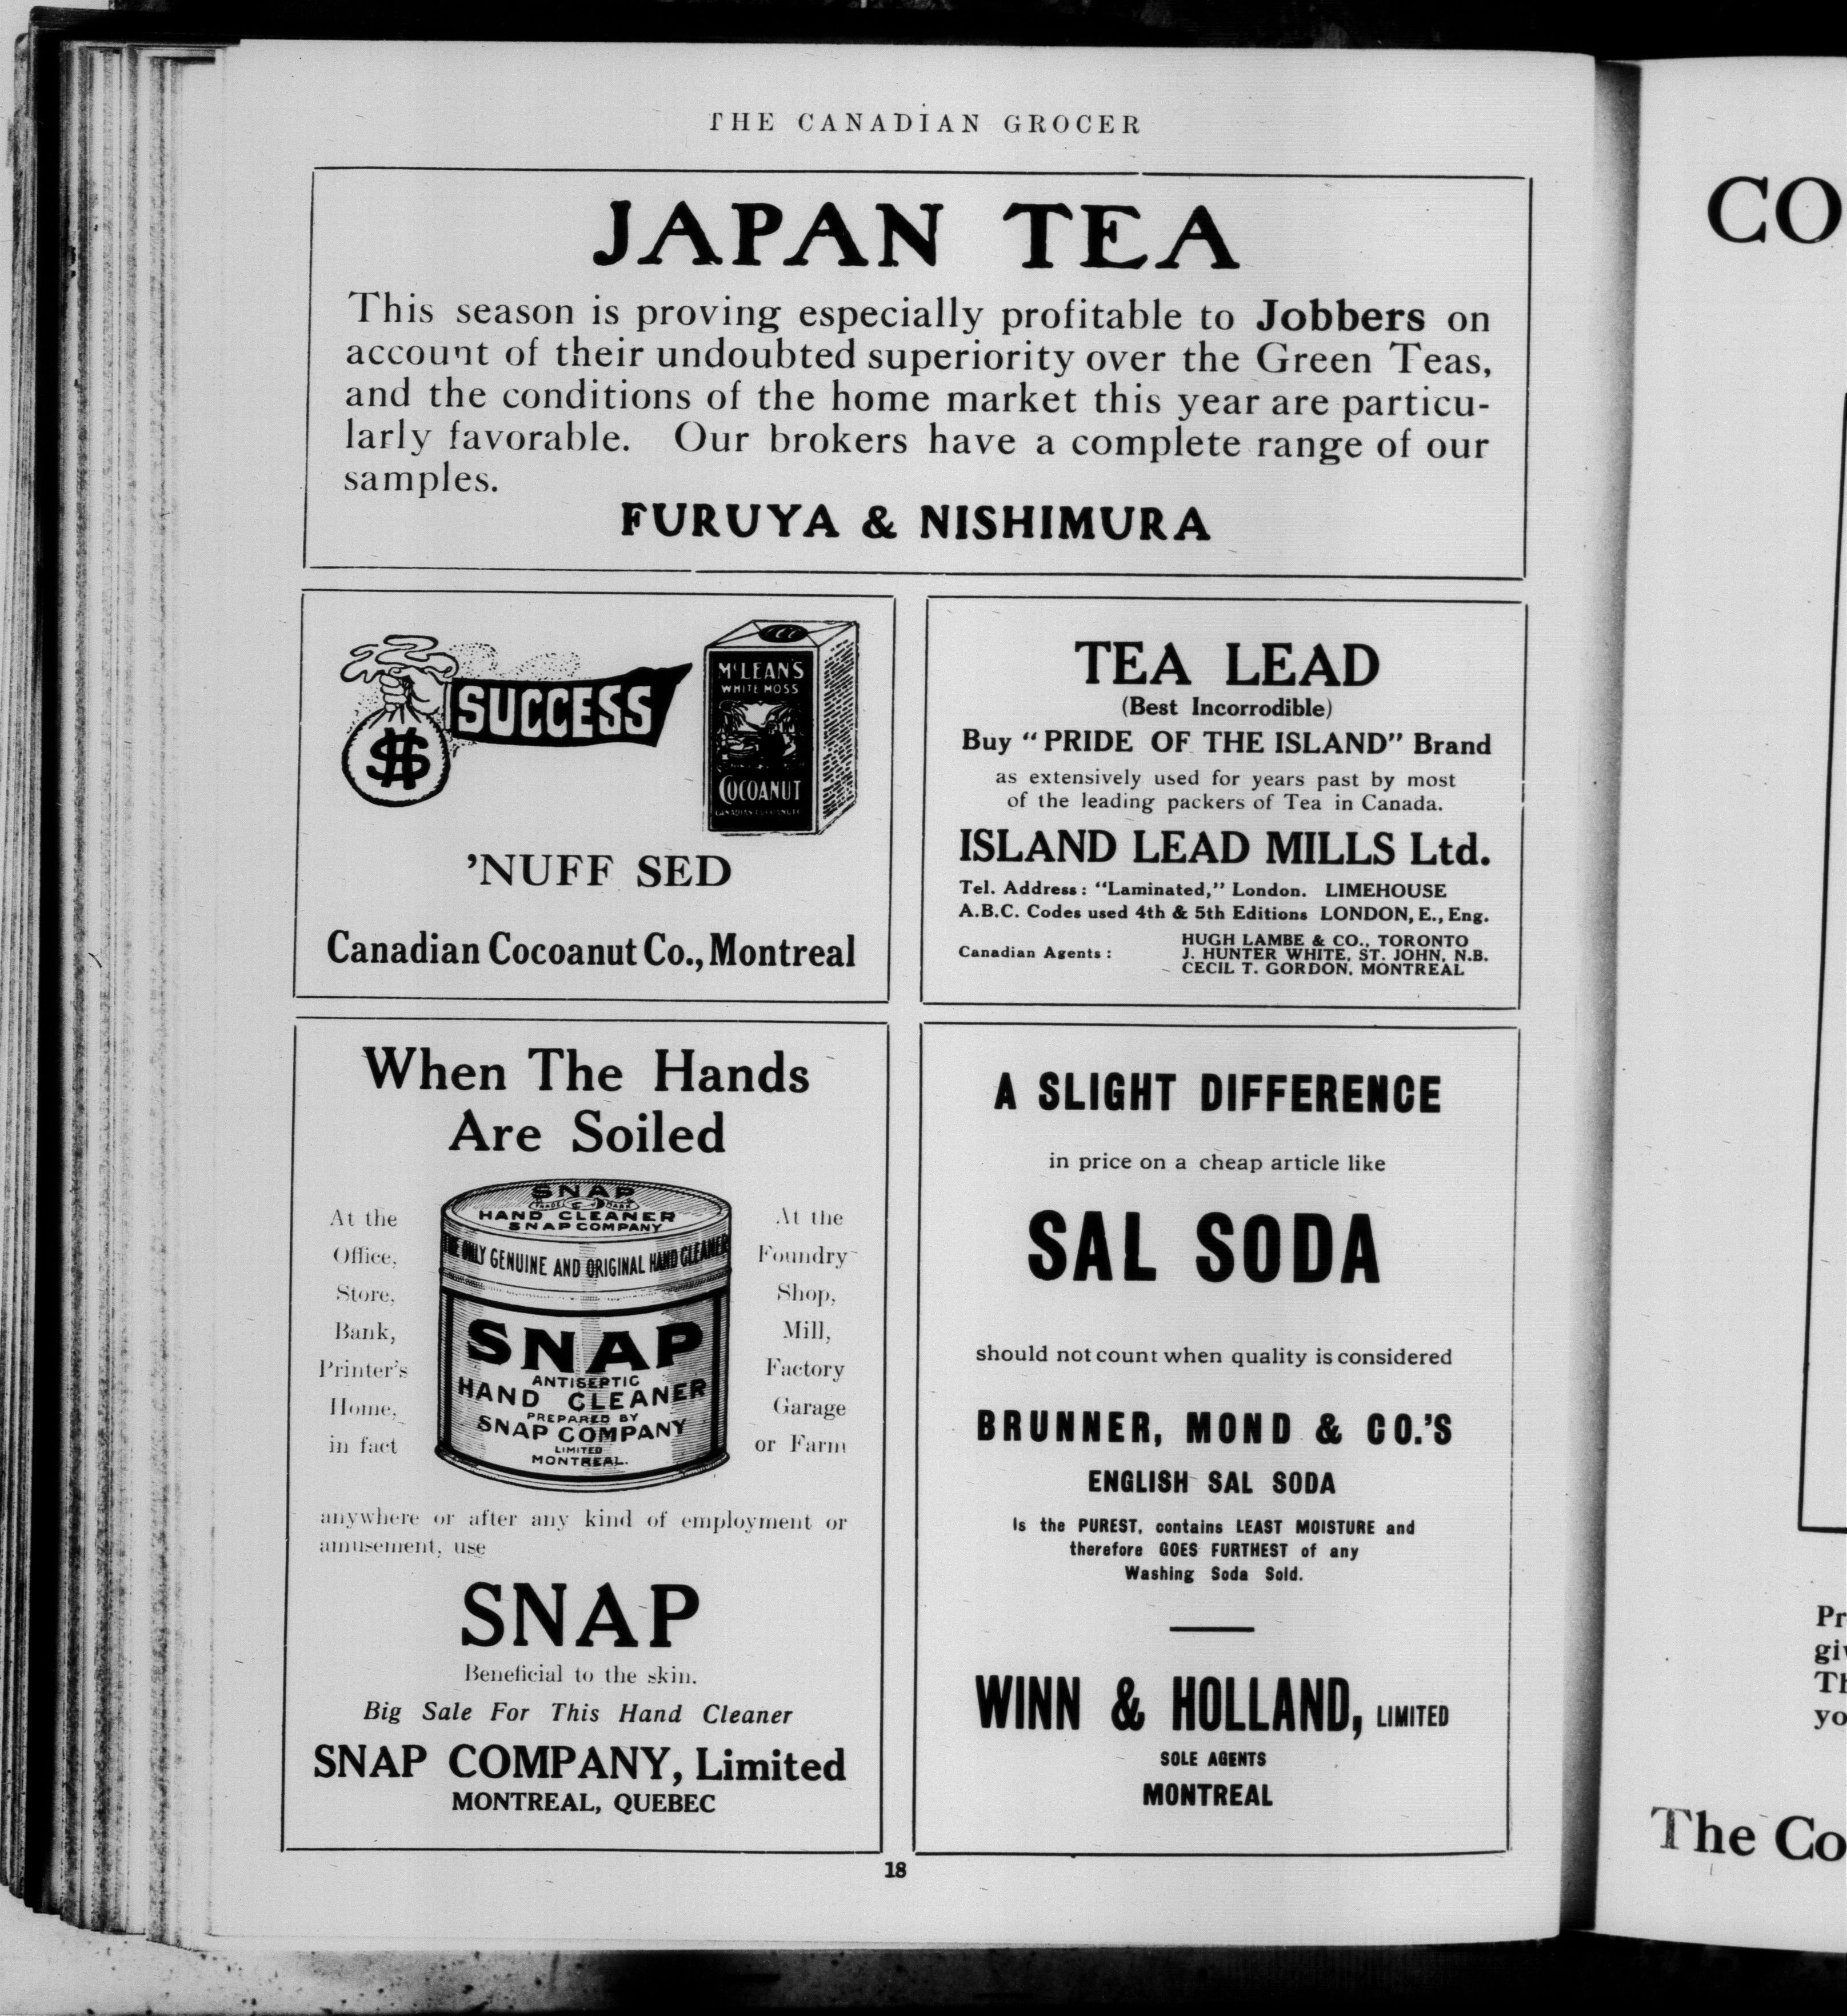 THE CANADIAN GROCER
JAPAN TEA
This season is proving especially profitable to Jobbers on
account of their undoubted superiority over the Green Teas,
and the conditions of the home market this year are particu-
larly favorable. Our brokers have a complete range of our
samples.
FURUYA & NISHIMURA
$
SUCCESS
McLEAN'S
WHITE MOSS
COCOANUT
'NUFF SED
Canadian Cocoanut Co., Montreal
TEA LEAD
(Best Incorrodible)
Buy "PRIDE OF THE ISLAND" Brand
as extensively used for years past by most
of the leading packers of Tea in Canada.
ISLAND LEAD MILLS Ltd.
Tel. Address: "Laminated," London. LIMEHOUSE
A.B.C. Codes used 4th & 5th Editions LONDON, E., Eng.
Canadian Agents:
HUGH LAMBE & CO., TORONTO
J. HUNTER WHITE, ST. JOHN, N.B.
CECIL T. GORDON, MONTREAL
When The Hands
Are Soiled
At the
Office,
Store,
Bank,
Printer's
Home,
in fact
SNAP
TRADE MARK
HAND CLEANER
SNAP COMPANY
THE ONLY GENUINE AND ORIGINAL HAND CLEANER
SNAP
ANTISEPTIC
HAND CLEANER
PREPARED BY
SNAP COMPANY
LIMITED
MONTREAL.
At the
Foundry
Shop,
Mill,
Factory
Garage
or Farm
anywhere or after any kind of employment or
amusement, use
SNAP
Beneficial to the skin.
Big Sale For This Hand Cleaner
SNAP COMPANY, Limited
MONTREAL, QUEBEC
A SLIGHT DIFFERENCE
in price on a cheap article like
SAL SODA
should not count when quality is considered
BRUNNER, MOND & CO.'S
ENGLISH SAL SODA
Is the PUREST, contains LEAST MOISTURE and
therefore GOES FURTHEST of any
Washing Soda Sold.
WINN & HOLLAND, LIMITED
SOLE AGENTS
MONTREAL
18
CO
Pr
giv
Th
yo
The Co